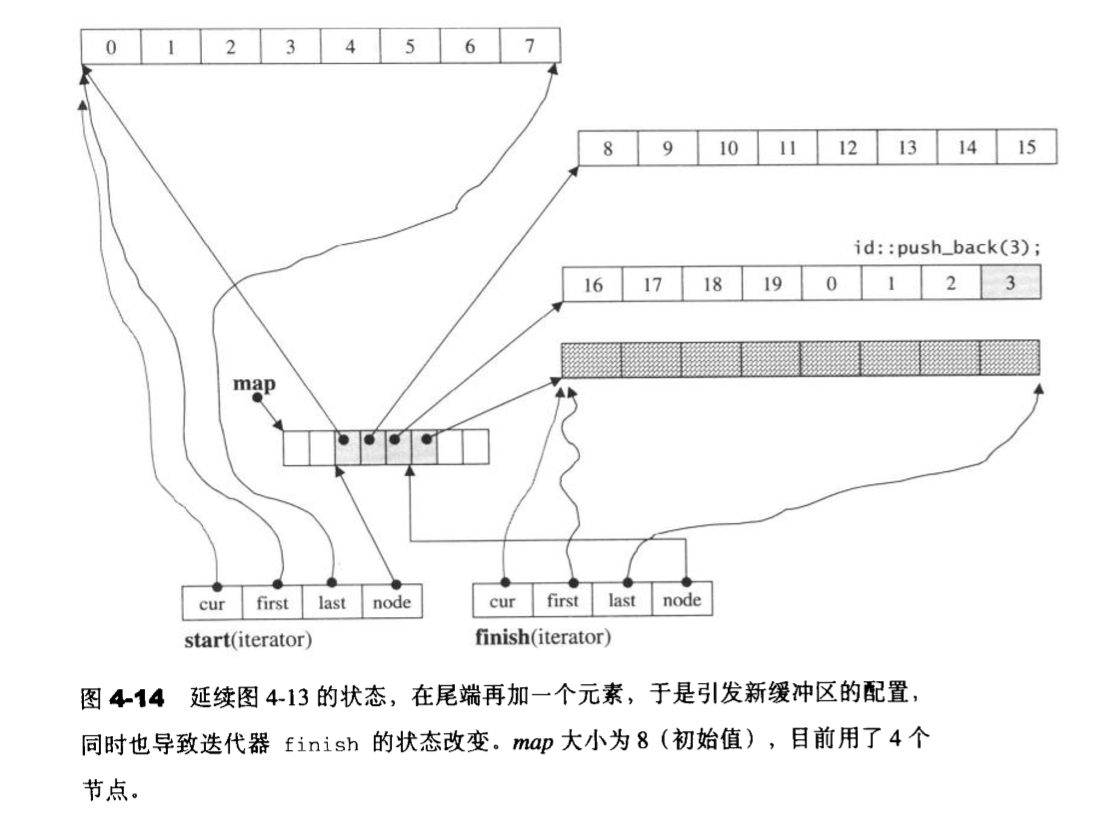 0 1 2 3 4 5 6 7
8 9 10 11 12 13 14 15
id::push_back(3);
16 17 18 19 0 1 2 3
map
cur first last node
start(iterator)
cur first last node
finish(iterator)
图 4-14 延续图 4-13 的状态，在尾端再加一个元素，于是引发新缓冲区的配置，
同时也导致迭代器 finish 的状态改变。map 大小为 8（初始值），目前用了 4 个
节点。